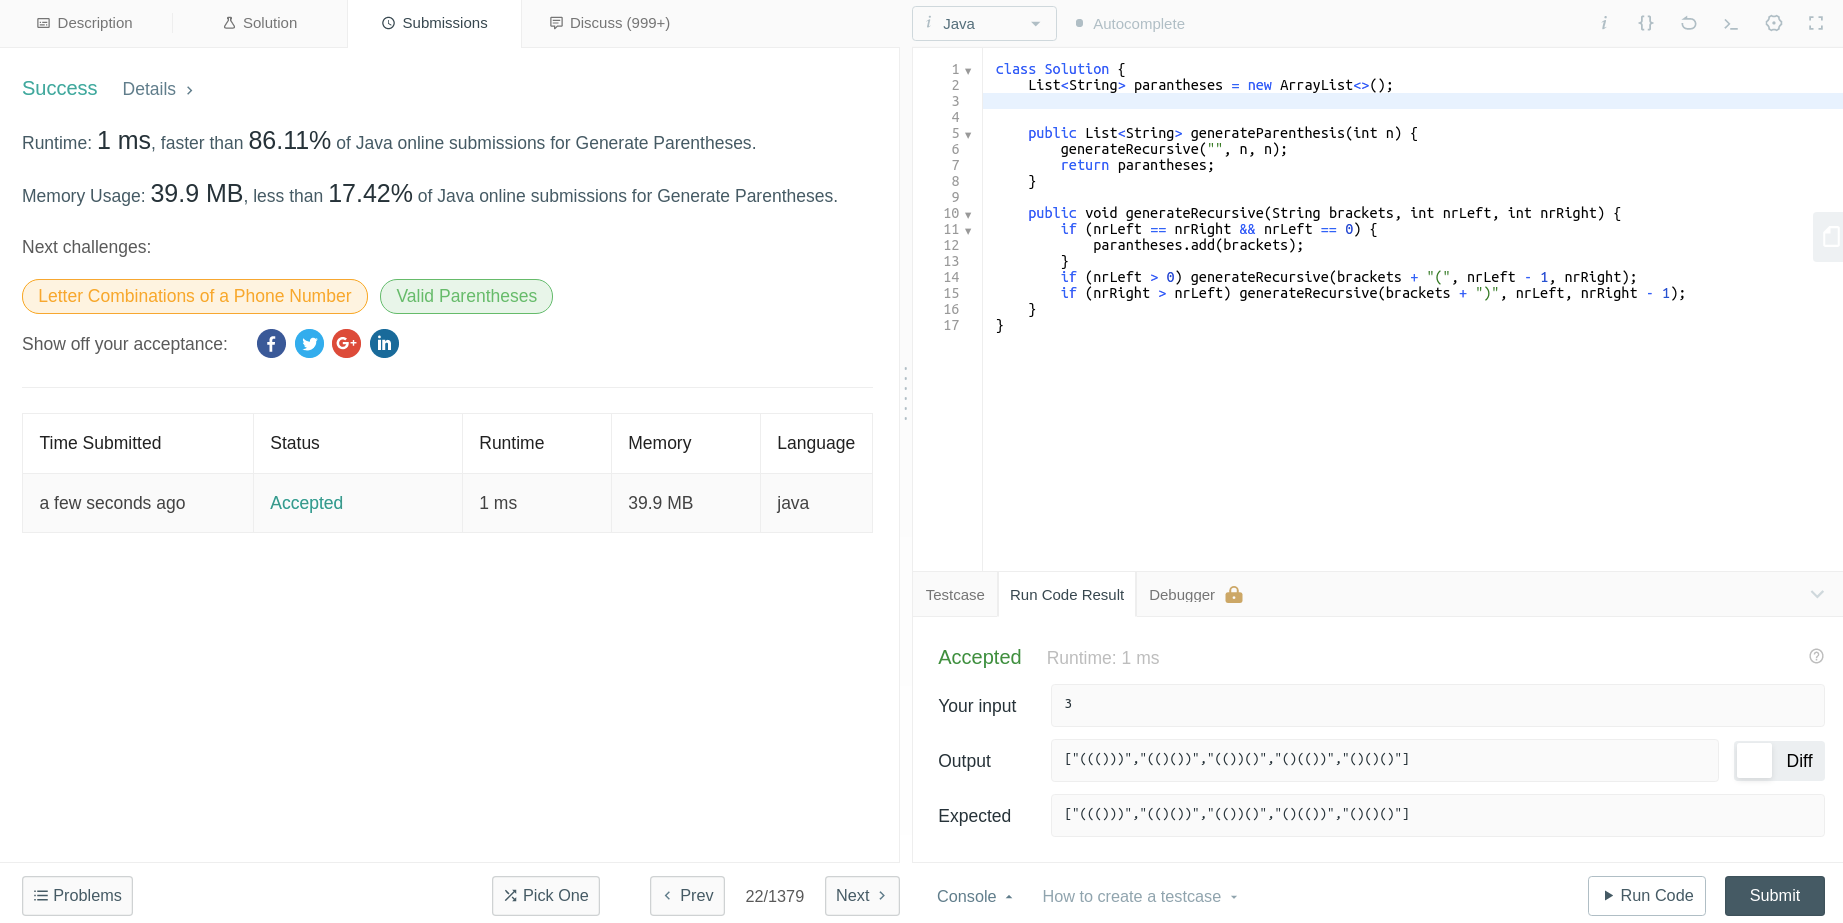 Description
Solution
Submissions
Discuss (999+)
Success Details
Runtime: 1 ms, faster than 86.11% of Java online submissions for Generate Parentheses.
Memory Usage: 39.9 MB, less than 17.42% of Java online submissions for Generate Parentheses.
Next challenges:
Letter Combinations of a Phone Number
Valid Parentheses
Show off your acceptance:
Time Submitted Status Runtime Memory Language
a few seconds ago Accepted 1 ms 39.9 MB java
Problems
Pick One
Prev
22/1379
Next
i Java
Autocomplete
1 class Solution {
2     List<String> parantheses = new ArrayList<>();
3
4
5     public List<String> generateParenthesis(int n) {
6         generateRecursive("", n, n);
7         return parantheses;
8     }
9
10     public void generateRecursive(String brackets, int nrLeft, int nrRight) {
11         if (nrLeft == nrRight && nrLeft == 0) {
12             parantheses.add(brackets);
13         }
14         if (nrLeft > 0) generateRecursive(brackets + "(", nrLeft - 1, nrRight);
15         if (nrRight > nrLeft) generateRecursive(brackets + ")", nrLeft, nrRight - 1);
16     }
17 }
Testcase
Run Code Result
Debugger
Accepted Runtime: 1 ms
Your input 3
Output ["((()))","(()())","(())()","()(())","()()()"] Diff
Expected ["((()))","(()())","(())()","()(())","()()()"]
Console
How to create a testcase
Run Code
Submit